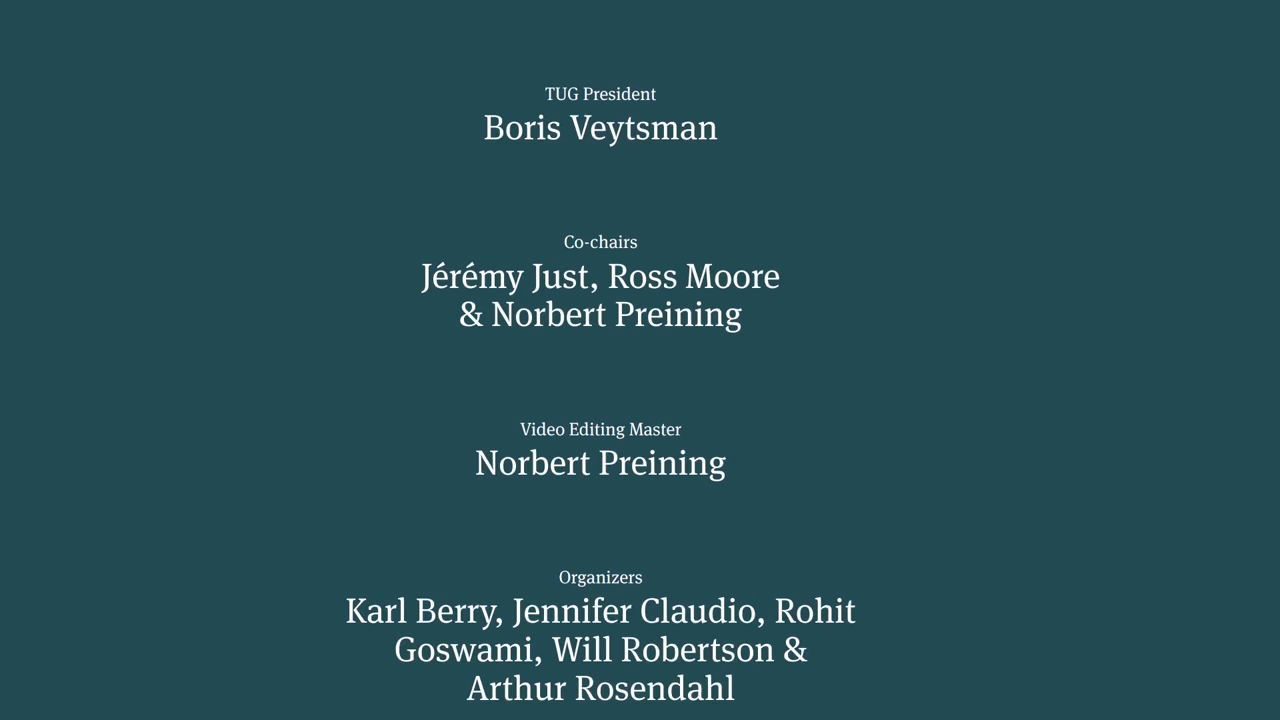 TUG President
Boris Veytsman
Co-chairs
Jérémy Just, Ross Moore
& Norbert Preining
Video Editing Master
Norbert Preining
Organizers
Karl Berry, Jennifer Claudio, Rohit
Goswami, Will Robertson &
Arthur Rosendahl